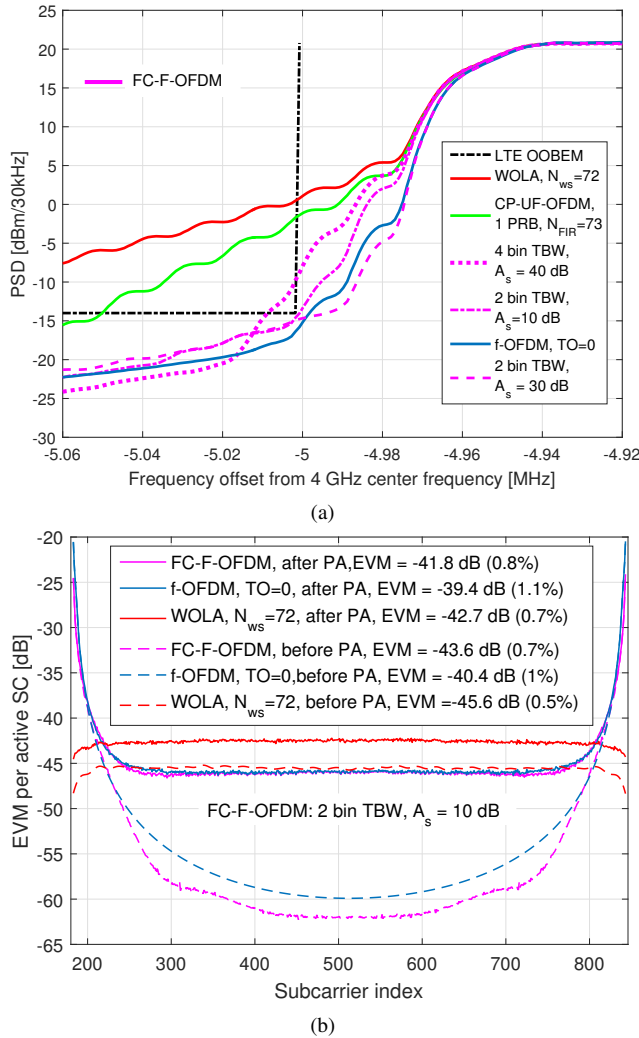 25
20
15
10
5
0
-5
-10
-15
-20
-25
-30
PSD [dBm/30kHz]
FC-F-OFDM
LTE OOBEM
WOLA, N_ws=72
CP-UF-OFDM,
1 PRB, N_FIR=73
4 bin TBW,
A_s = 40 dB
2 bin TBW,
A_s=10 dB
f-OFDM, TO=0
2 bin TBW,
A_s = 30 dB
-5.06 -5.04 -5.02 -5 -4.98 -4.96 -4.94 -4.92
Frequency offset from 4 GHz center frequency [MHz]
(a)
-20
-25
-30
-35
-40
-45
-50
-55
-60
-65
EVM per active SC [dB]
FC-F-OFDM, after PA,EVM = -41.8 dB (0.8%)
f-OFDM, TO=0, after PA, EVM = -39.4 dB (1.1%)
WOLA, N_ws=72, after PA, EVM = -42.7 dB (0.7%)
FC-F-OFDM, before PA, EVM = -43.6 dB (0.7%)
f-OFDM, TO=0,before PA, EVM = -40.4 dB (1%)
WOLA, N_ws=72, before PA, EVM =-45.6 dB (0.5%)
FC-F-OFDM: 2 bin TBW, A_s = 10 dB
200 300 400 500 600 700 800
Subcarrier index
(b)